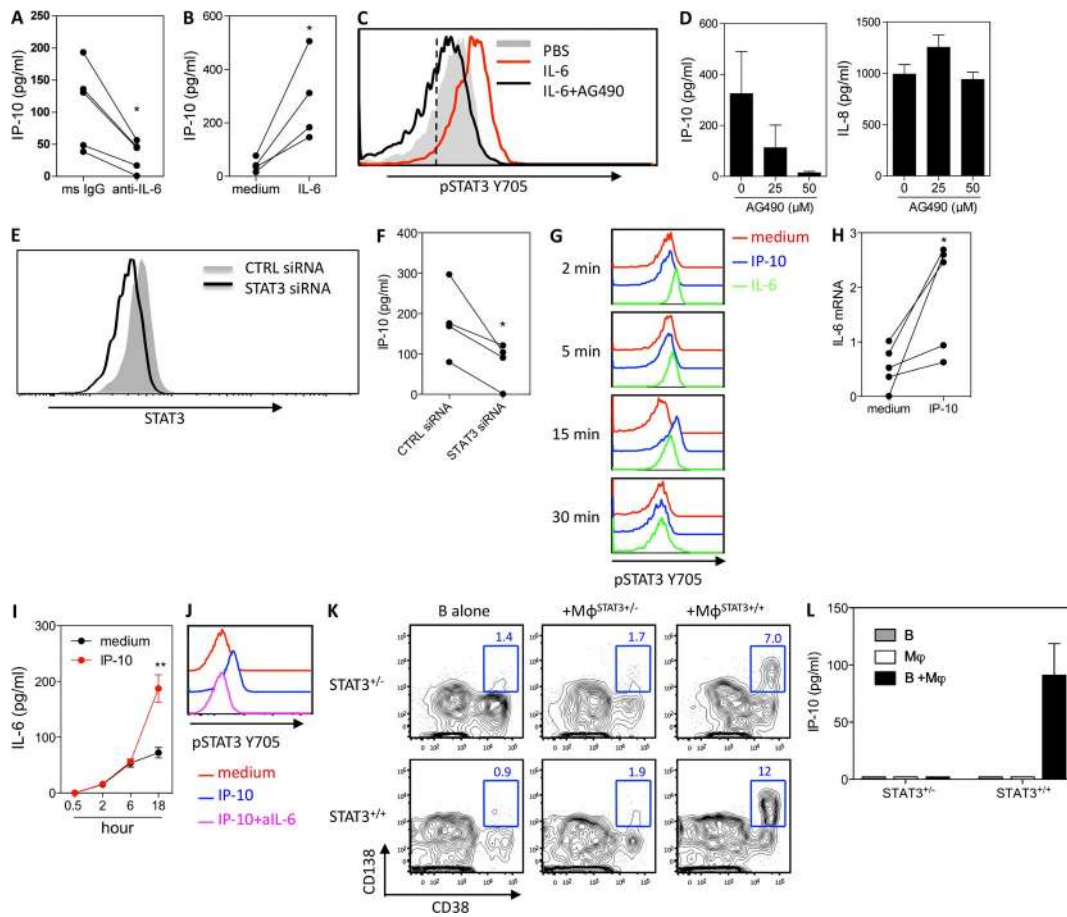 A
IP-10 (pg/ml)
250
200
150
100
50
0
*
ms IgG anti-IL-6
B
IP-10 (pg/ml)
600
400
200
0
*
medium IL-6
C
PBS
IL-6
IL-6+AG490
pSTAT3 Y705
D
IP-10 (pg/ml)
600
400
200
0
0 25 50
AG490 (μM)
IL-8 (pg/ml)
1500
1000
500
0
0 25 50
AG490 (μM)
E
CTRL siRNA
STAT3 siRNA
STAT3
F
IP-10 (pg/ml)
400
300
200
100
0
*
CTRL siRNA
STAT3 siRNA
G
medium
IP-10
IL-6
2 min
5 min
15 min
30 min
pSTAT3 Y705
H
IL-6 mRNA
3
2
1
0
*
medium IP-10
I
IL-6 (pg/ml)
300
200
100
0
medium
IP-10
**
0.5 2 6 18
hour
J
pSTAT3 Y705
medium
IP-10
IP-10+aIL-6
K
B alone +MφSTAT3+/- +MφSTAT3+/+
STAT3+/-
1.4 1.7 7.0
STAT3+/+
0.9 1.9 12
CD138
CD38
L
IP-10 (pg/ml)
150
100
50
0
B
Mφ
B +Mφ
STAT3+/- STAT3+/+